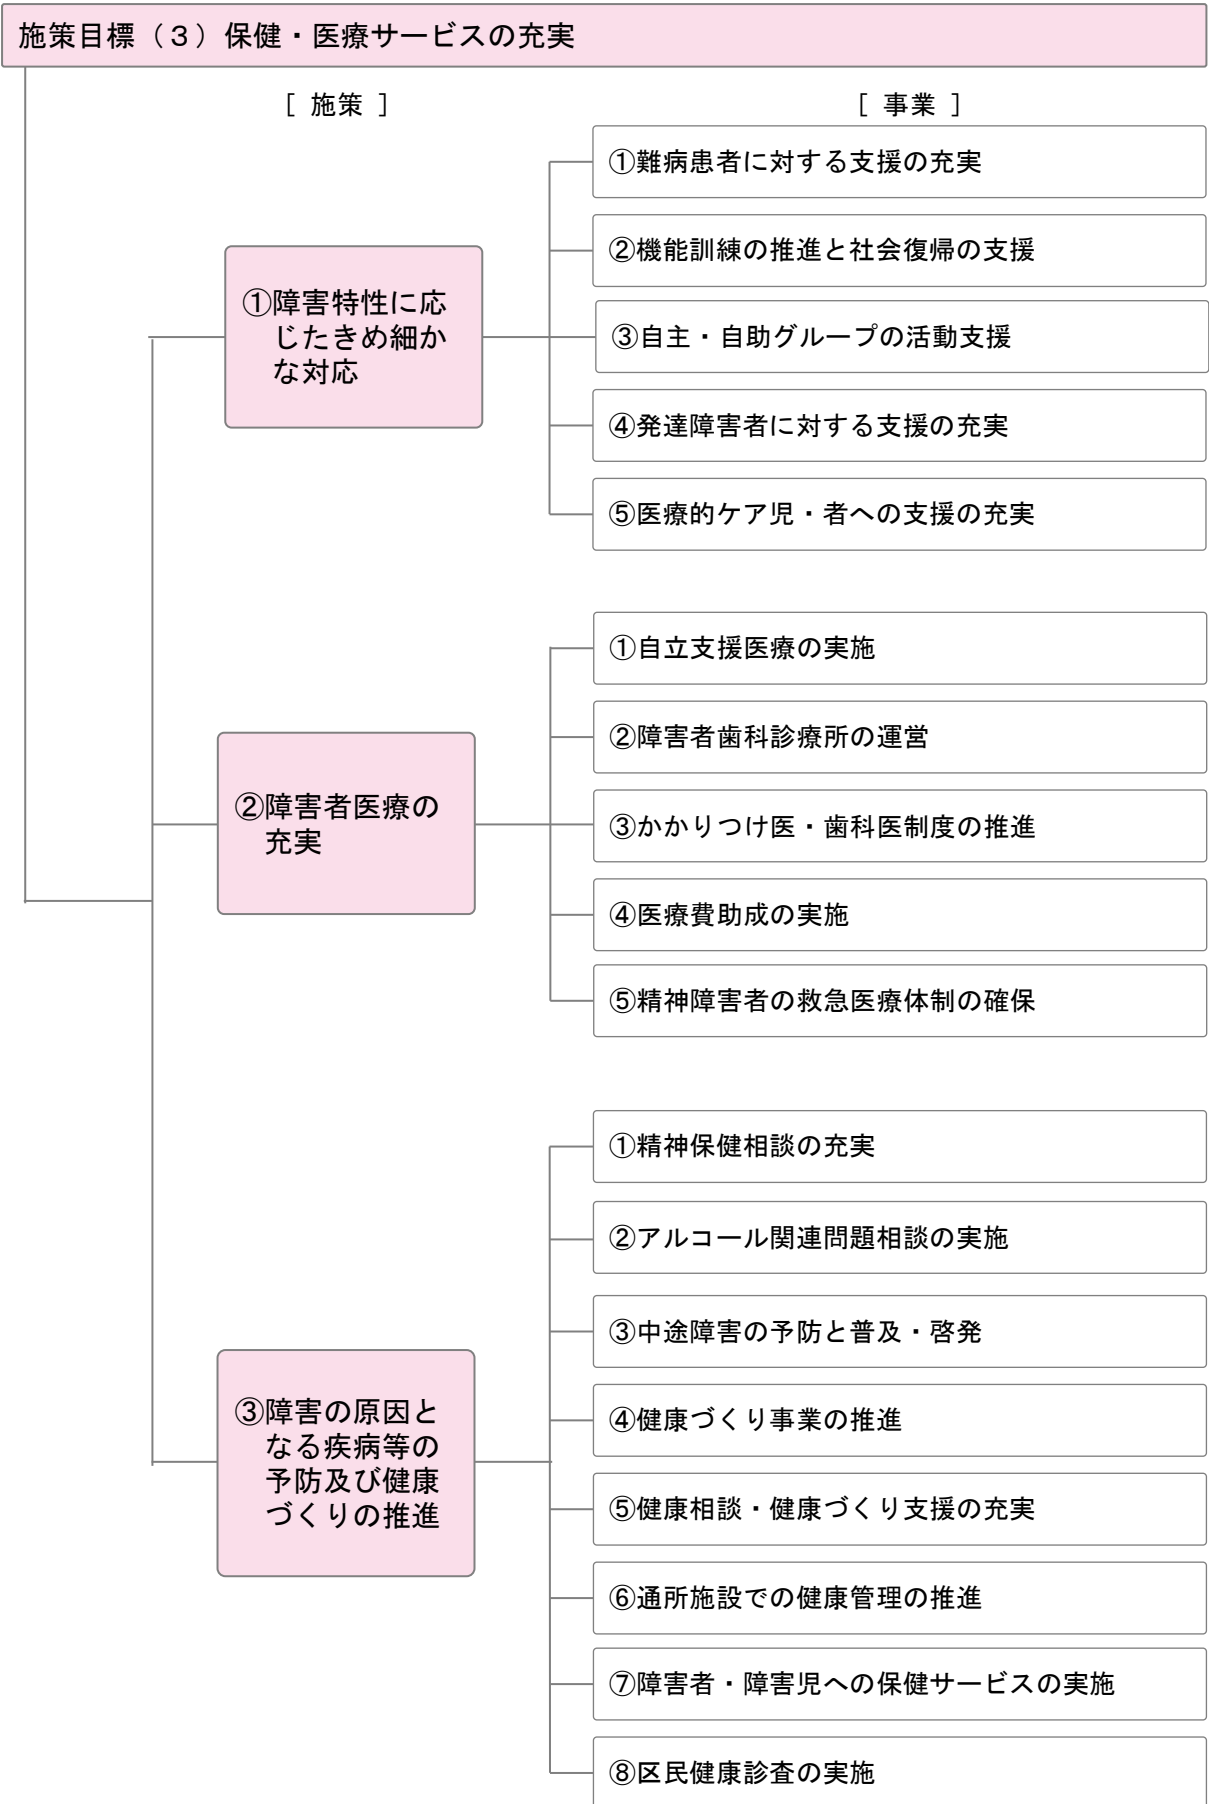 施策目標（３）保健・医療サービスの充実
［ 施策 ］
［ 事業 ］
①障害特性に応
じたきめ細か
な対応
①難病患者に対する支援の充実
②機能訓練の推進と社会復帰の支援
③自主・自助グループの活動支援
④発達障害者に対する支援の充実
⑤医療的ケア児・者への支援の充実
②障害者医療の
充実
①自立支援医療の実施
②障害者歯科診療所の運営
③かかりつけ医・歯科医制度の推進
④医療費助成の実施
⑤精神障害者の救急医療体制の確保
③障害の原因と
なる疾病等の
予防及び健康
づくりの推進
①精神保健相談の充実
②アルコール関連問題相談の実施
③中途障害の予防と普及・啓発
④健康づくり事業の推進
⑤健康相談・健康づくり支援の充実
⑥通所施設での健康管理の推進
⑦障害者・障害児への保健サービスの実施
⑧区民健康診査の実施